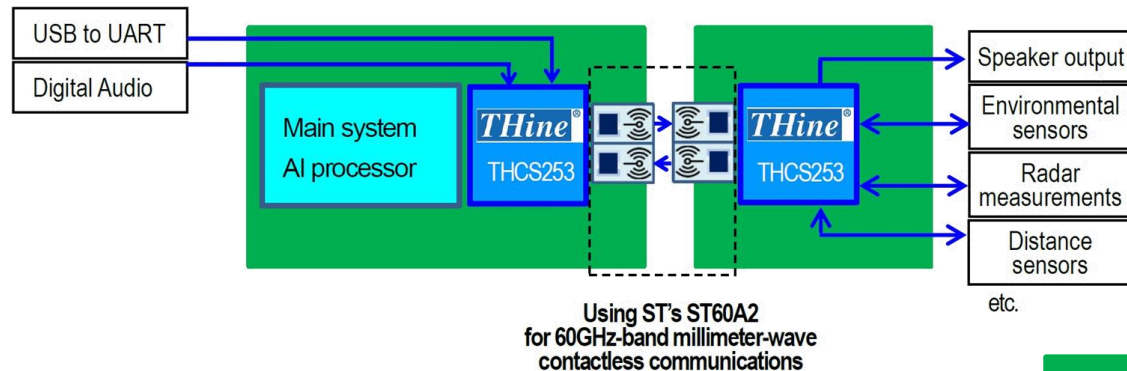 USB to UART
Digital Audio
Main system
AI processor
THine®
THCS253
THine®
THCS253
Speaker output
Environmental
sensors
Radar
measurements
Distance
sensors
etc.
Using ST's ST60A2
for 60GHz-band millimeter-wave
contactless communications